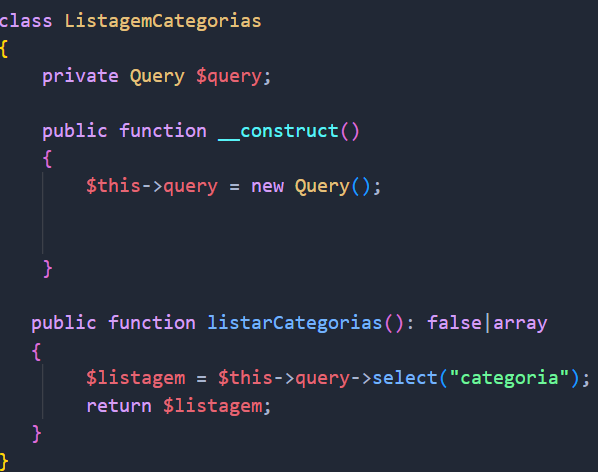 class ListagemCategorias
{
    private Query $query;
    public function __construct()
    {
        $this->query = new Query();
    }
   public function listarCategorias(): false|array
   {
        $listagem = $this->query->select("categoria");
        return $listagem;
   }
}